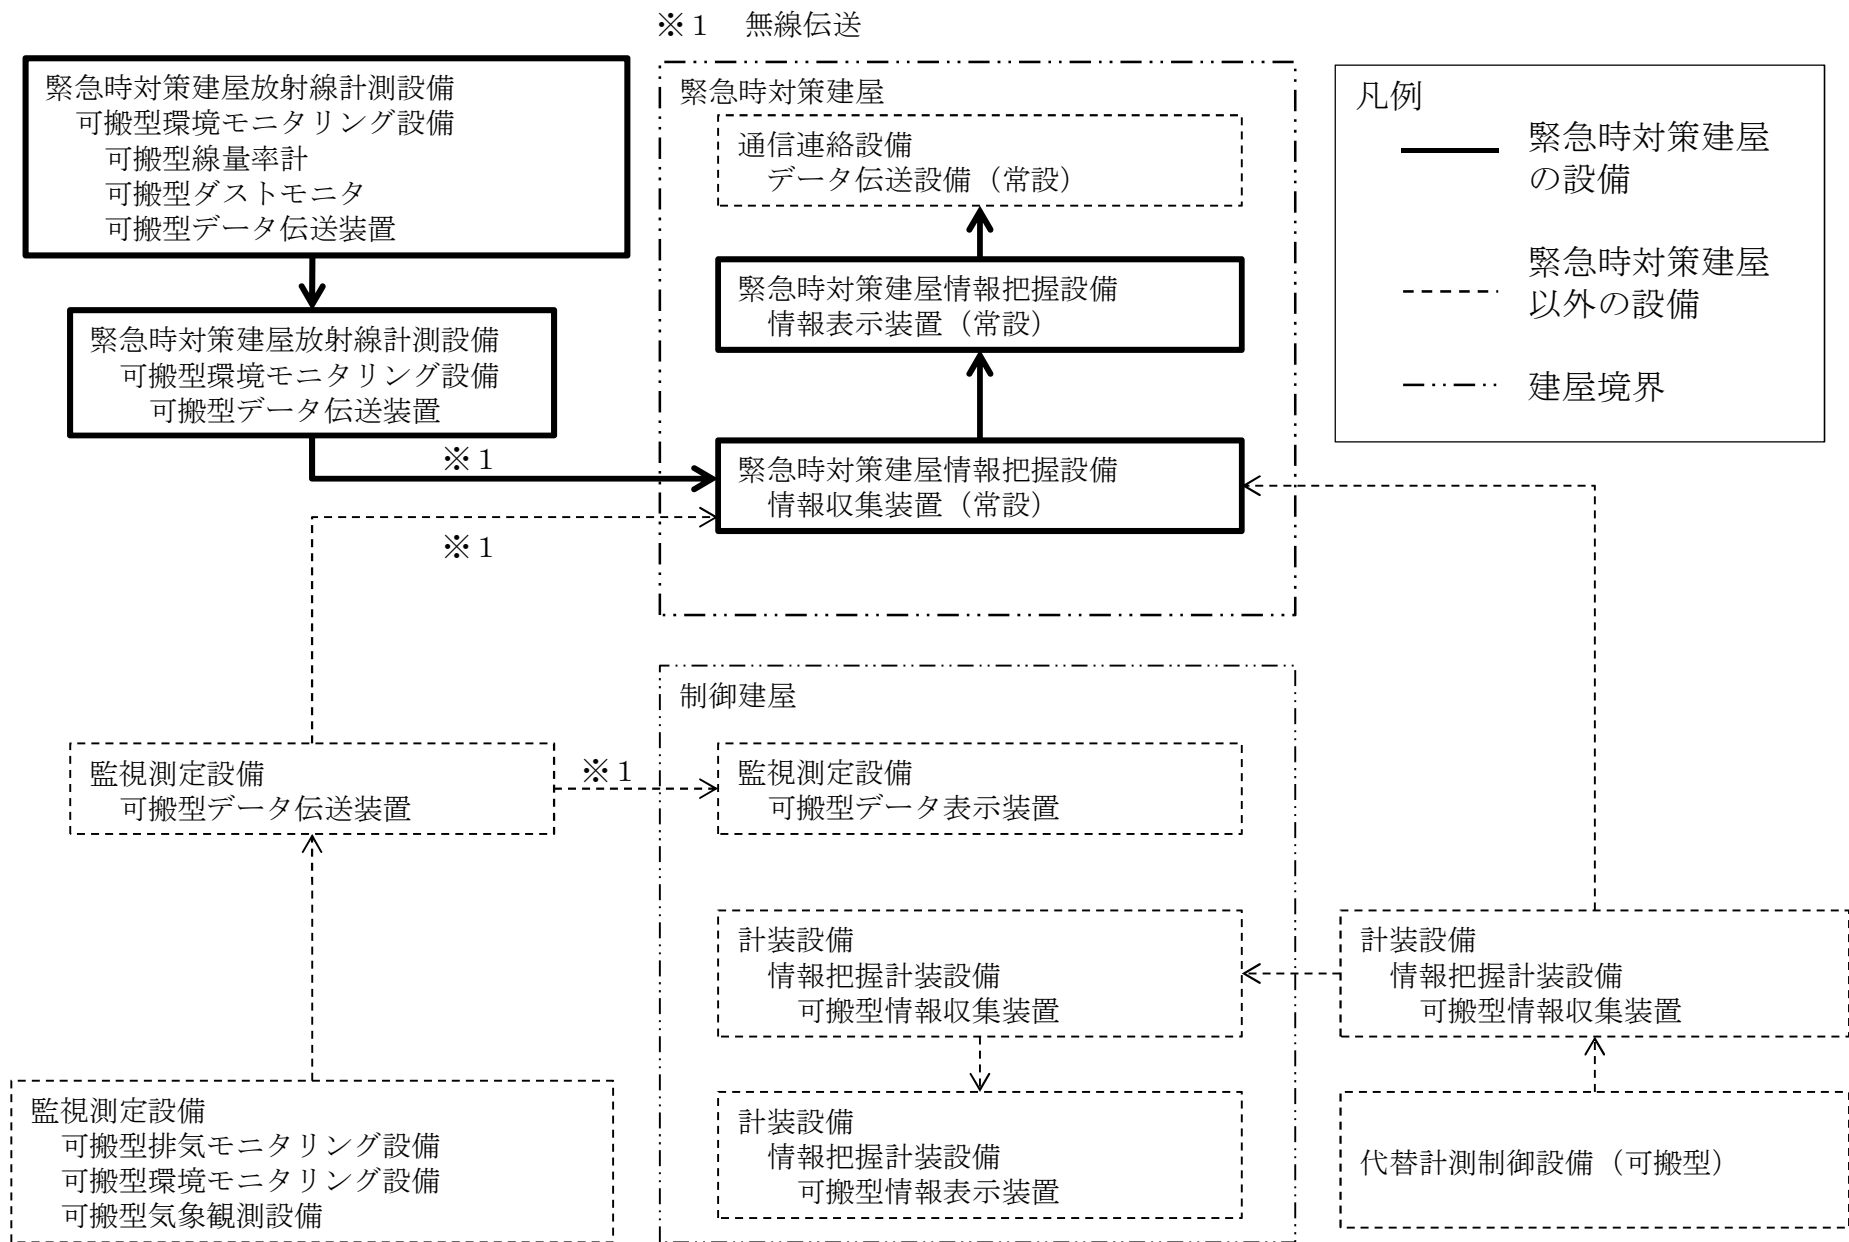 ※１　無線伝送
緊急時対策建屋放射線計測設備
可搬型環境モニタリング設備
可搬型線量率計
可搬型ダストモニタ
可搬型データ伝送装置
緊急時対策建屋放射線計測設備
可搬型環境モニタリング設備
可搬型データ伝送装置
※１
※１
緊急時対策建屋
通信連絡設備
データ伝送設備（常設）
緊急時対策建屋情報把握設備
情報表示装置（常設）
緊急時対策建屋情報把握設備
情報収集装置（常設）
凡例
緊急時対策建屋
の設備
緊急時対策建屋
以外の設備
建屋境界
監視測定設備
可搬型データ伝送装置
※１
監視測定設備
可搬型排気モニタリング設備
可搬型環境モニタリング設備
可搬型気象観測設備
制御建屋
監視測定設備
可搬型データ表示装置
計装設備
情報把握計装設備
可搬型情報収集装置
計装設備
情報把握計装設備
可搬型情報表示装置
計装設備
情報把握計装設備
可搬型情報収集装置
代替計測制御設備（可搬型）